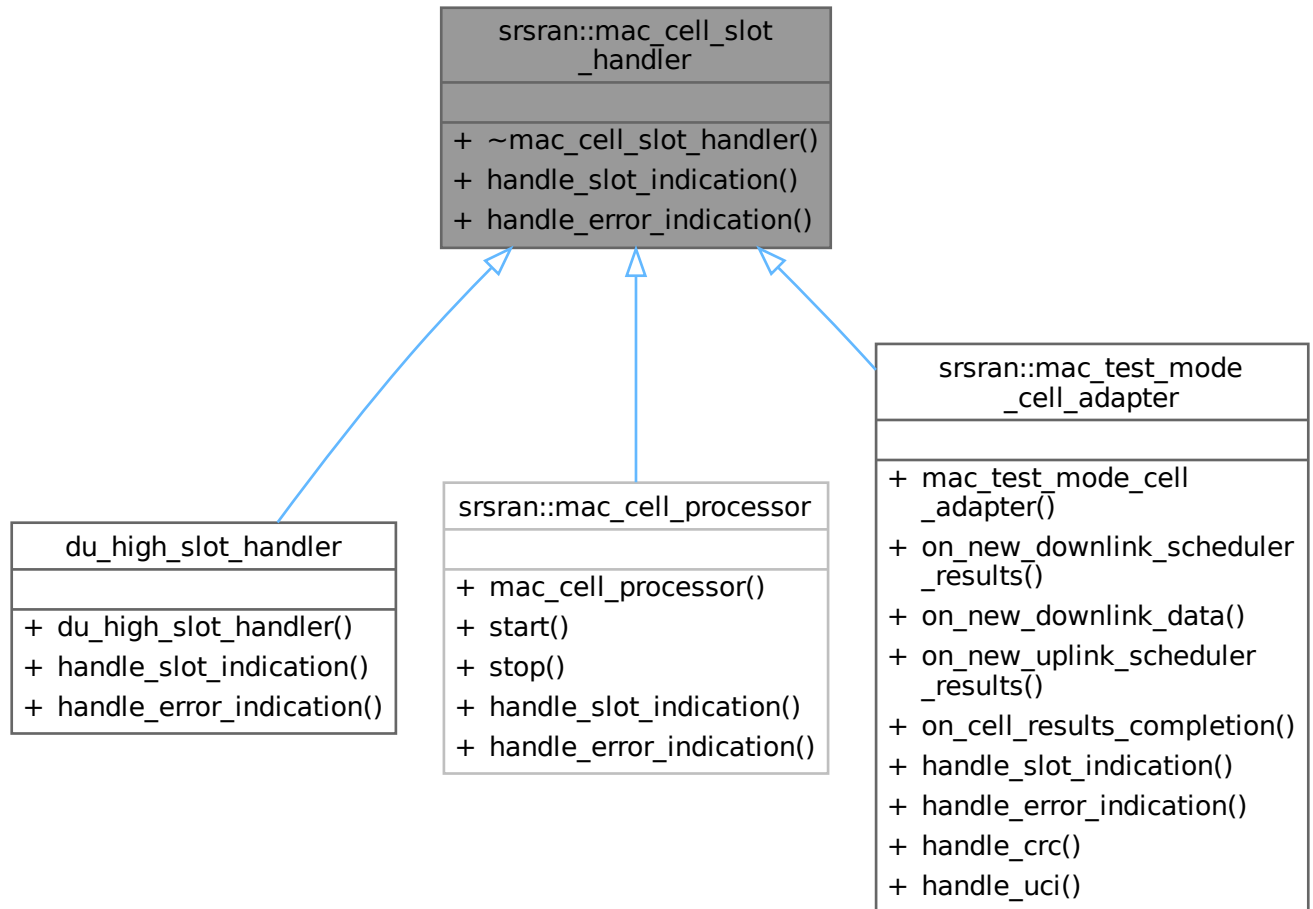 srsran::mac_cell_slot
_handler
+ ~mac_cell_slot_handler()
+ handle_slot_indication()
+ handle_error_indication()
du_high_slot_handler
+ du_high_slot_handler()
+ handle_slot_indication()
+ handle_error_indication()
srsran::mac_cell_processor
+ mac_cell_processor()
+ start()
+ stop()
+ handle_slot_indication()
+ handle_error_indication()
srsran::mac_test_mode
_cell_adapter
+ mac_test_mode_cell
_adapter()
+ on_new_downlink_scheduler
_results()
+ on_new_downlink_data()
+ on_new_uplink_scheduler
_results()
+ on_cell_results_completion()
+ handle_slot_indication()
+ handle_error_indication()
+ handle_crc()
+ handle_uci()